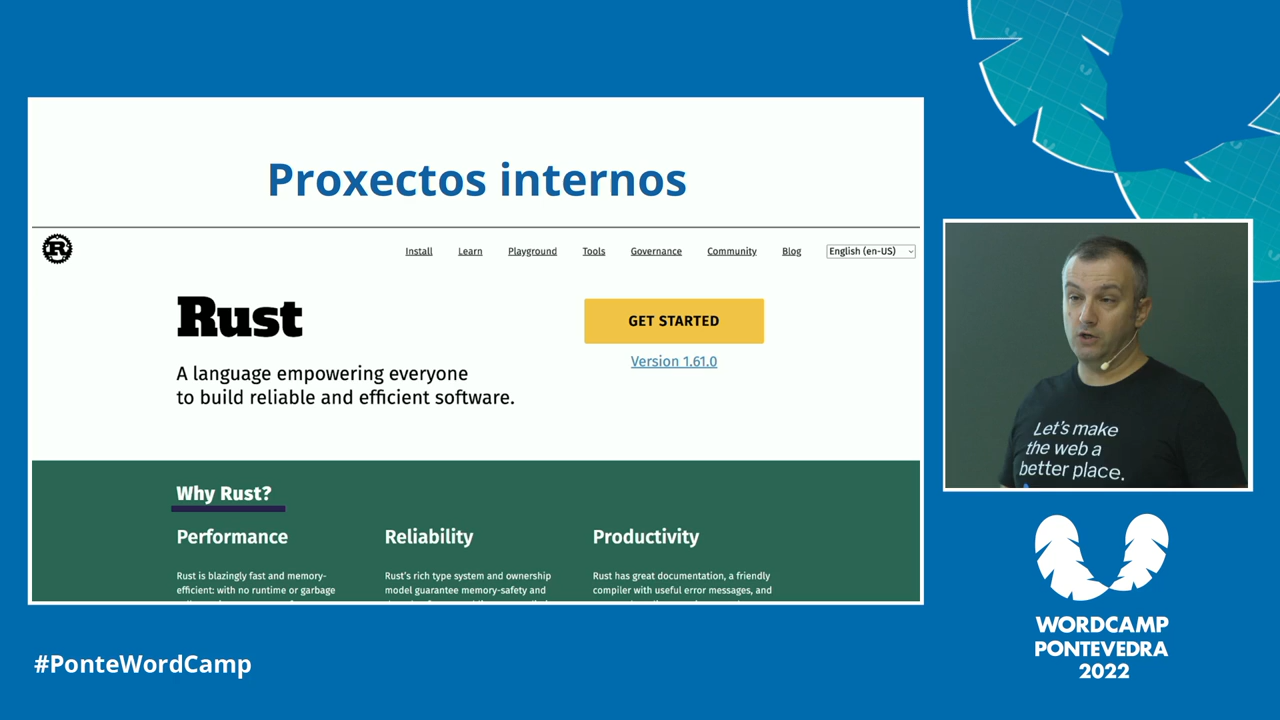 Proxectos internos
R
Install Learn Playground Tools Governance Community Blog English (en-US)
Rust
GET STARTED
Version 1.61.0
A language empowering everyone
to build reliable and efficient software.
Why Rust?
Performance
Rust is blazingly fast and memory-
efficient: with no runtime or garbage
Reliability
Rust's rich type system and ownership
model guarantee memory-safety and
Productivity
Rust has great documentation, a friendly
compiler with useful error messages, and
Let's make
the web a
better place.
WORDCAMP
PONTEVEDRA
2022
#PonteWordCamp